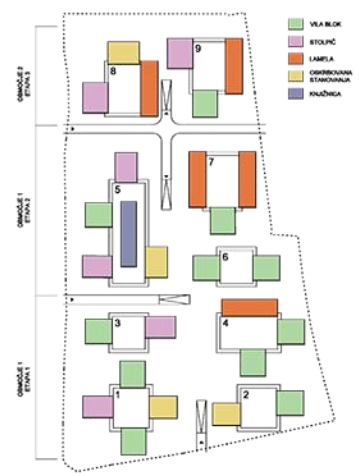 VILA BLOK
STOLPIČ
LAMELA
OSKRBOVANA
STANOVANJA
KNJIŽNICA
OBMOČJE 2
ETAPA 3
OBMOČJE 1
ETAPA 2
OBMOČJE 1
ETAPA 1
9
8
7
5
6
3
4
1
2